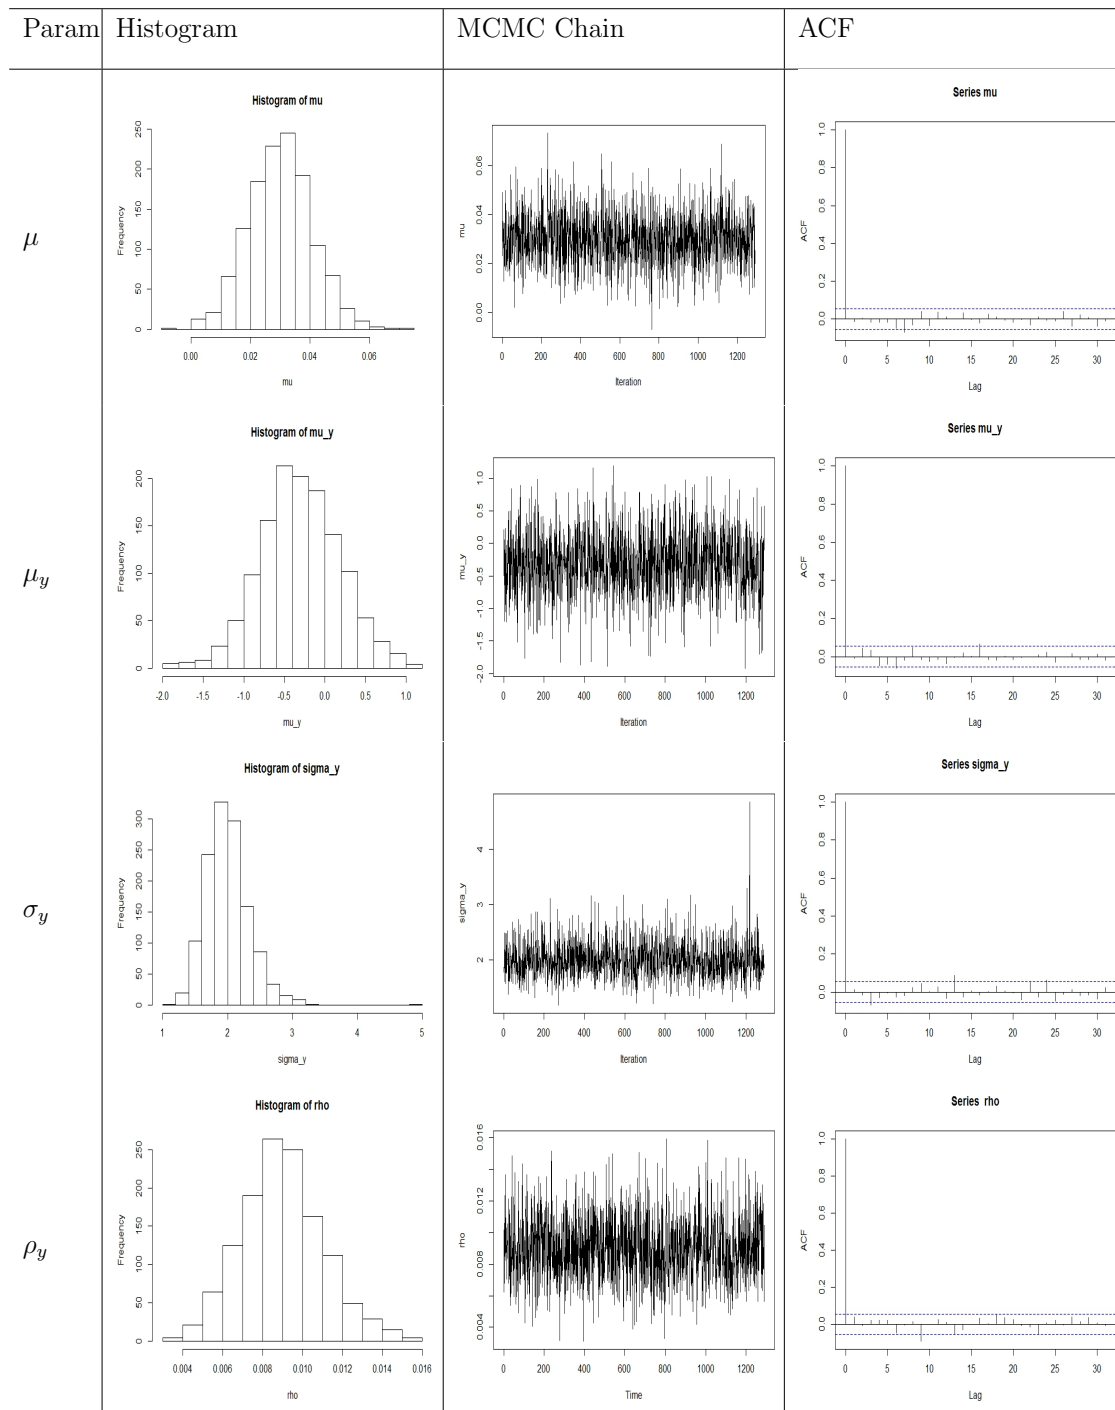 Param Histogram MCMC Chain ACF
μ
Histogram of mu
Frequency
0 50 100 150 200 250
0.00 0.02 0.04 0.06
mu
mu
0.00 0.02 0.04 0.06
0 200 400 600 800 1000 1200
Iteration
Series mu
ACF
0.0 0.2 0.4 0.6 0.8 1.0
0 5 10 15 20 25 30
Lag
μy
Histogram of mu_y
Frequency
0 50 100 150 200
-2.0 -1.5 -1.0 -0.5 0.0 0.5 1.0
mu_y
mu_y
-2.0 -1.5 -1.0 -0.5 0.0 0.5 1.0
0 200 400 600 800 1000 1200
Iteration
Series mu_y
ACF
0.0 0.2 0.4 0.6 0.8 1.0
0 5 10 15 20 25 30
Lag
σy
Histogram of sigma_y
Frequency
0 50 100 150 200 250 300
1 2 3 4 5
sigma_y
sigma_y
2 3 4
0 200 400 600 800 1000 1200
Iteration
Series sigma_y
ACF
0.0 0.2 0.4 0.6 0.8 1.0
0 5 10 15 20 25 30
Lag
ρy
Histogram of rho
Frequency
0 50 100 150 200 250
0.004 0.006 0.008 0.010 0.012 0.014 0.016
rho
rho
0.004 0.008 0.012 0.016
0 200 400 600 800 1000 1200
Time
Series rho
ACF
0.0 0.2 0.4 0.6 0.8 1.0
0 5 10 15 20 25 30
Lag